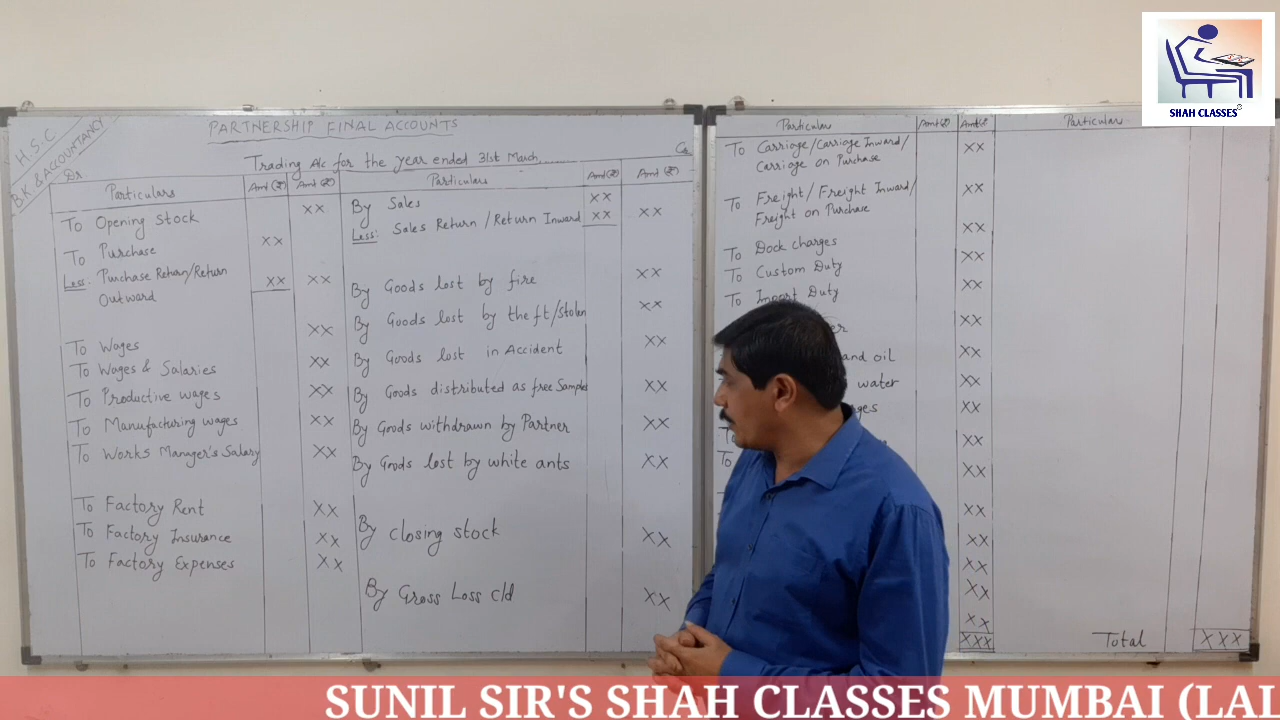 SHAH CLASSES
H.S.C
B.K & ACCOUNTANCY
PARTNERSHIP FINAL ACCOUNTS
Trading A/c for the year ended 31st March
Dr Cr
Particulars Amt (₹) Amt (₹) Particulars Amt (₹) Amt (₹)
To Opening Stock xx
To Purchase xx
Less: Purchase Return/Return xx xx
Outward
To Wages xx
To Wages & Salaries xx
To Productive wages xx
To Manufacturing wages xx
To Works Manger's Salary xx
To Factory Rent xx
To Factory Insurance xx
To Factory Expenses xx
By Sales xx
Less: Sales Return/Return Inward xx xx
By Goods lost by fire xx
By Goods lost by theft/stolen xx
By Goods lost in Accident xx
By Goods distributed as free Samples xx
By Goods withdrawn by Partner xx
By Goods lost by white ants xx
By Closing stock xx
By Gross Loss c/d xx
Particulars Amt (₹) Amt (₹) Particulars
To Carriage/Carriage Inward/ xx
Carriage on Purchase
To Freight/Freight Inward/ xx
Freight on Purchase
xx
To Dock charges xx
To Custom Duty xx
To Import Duty xx
xx
and oil xx
water xx
xx
To xx
To xx
xx
xx
xx
xx
xxx Total xxx
SUNIL SIR'S SHAH CLASSES MUMBAI (LAL